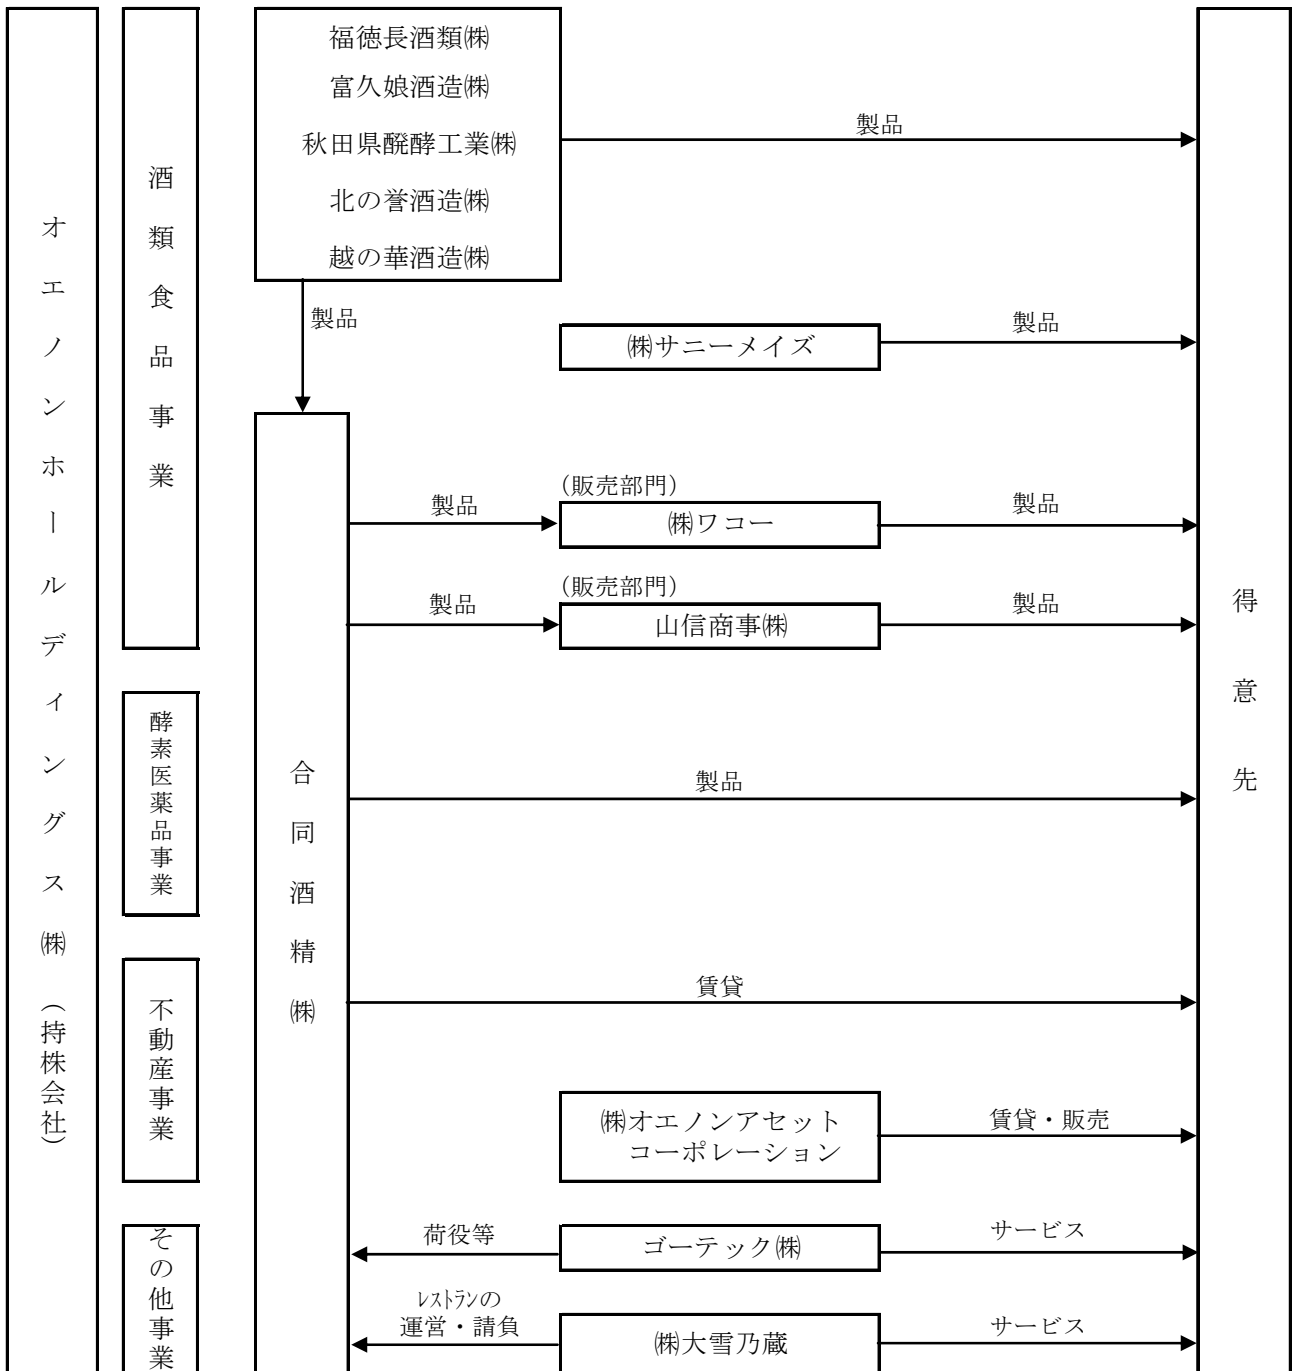 オエノンホールディングス㈱(持株会社)
酒類食品事業
福徳長酒類㈱
富久娘酒造㈱
秋田県醗酵工業㈱
北の誉酒造㈱
越の華酒造㈱
製品
製品
㈱サニーメイズ
製品
合同酒精㈱
製品
(販売部門)
㈱ワコー
製品
製品
(販売部門)
山信商事㈱
製品
得意先
酵素医薬品事業
製品
不動産事業
賃貸
㈱オエノンアセット
コーポレーション
賃貸・販売
その他事業
荷役等
ゴーテック㈱
サービス
ﾚｽﾄﾗﾝの
運営・請負
㈱大雪乃蔵
サービス